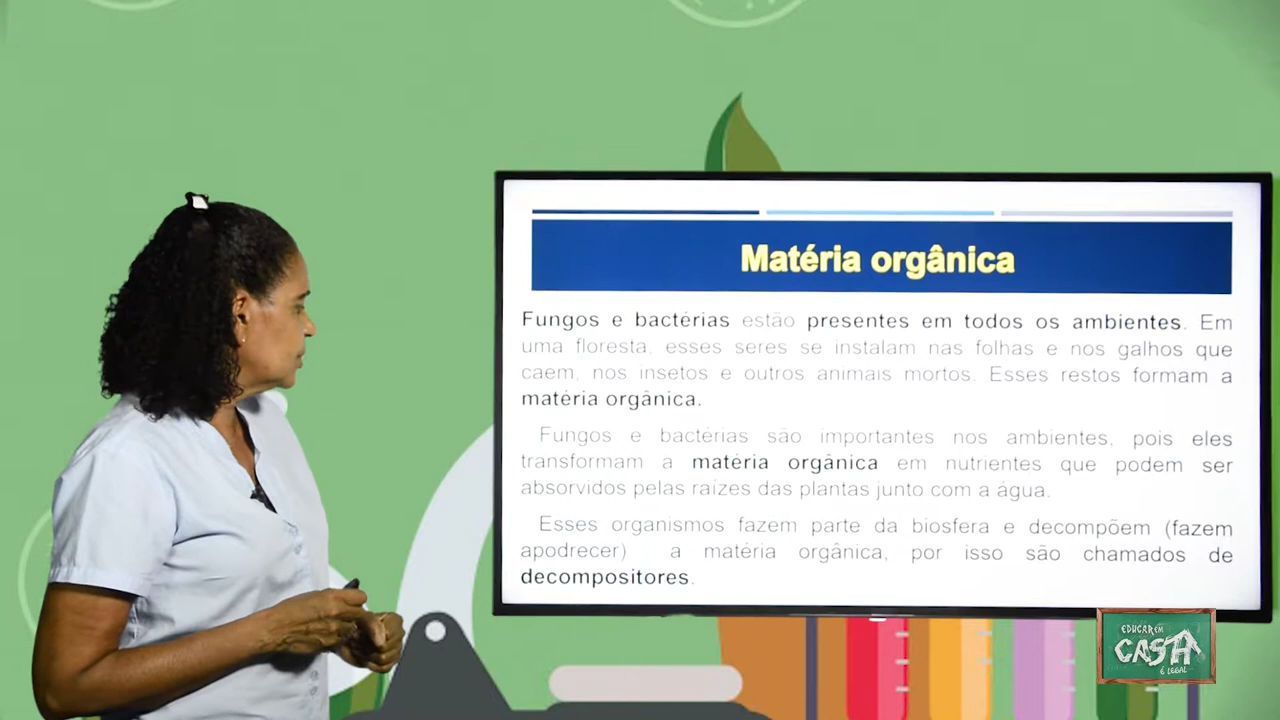 Matéria orgânica
Fungos e bactérias estão presentes em todos os ambientes. Em
uma floresta, esses seres se instalam nas folhas e nos galhos que
caem, nos insetos e outros animais mortos. Esses restos formam a
matéria orgânica.
Fungos e bactérias são importantes nos ambientes, pois eles
transformam a matéria orgânica em nutrientes que podem ser
absorvidos pelas raízes das plantas junto com a água.
Esses organismos fazem parte da biosfera e decompõem (fazem
apodrecer) a matéria orgânica, por isso são chamados de
decompositores.
EDUCAR EM
CASA
É LEGAL